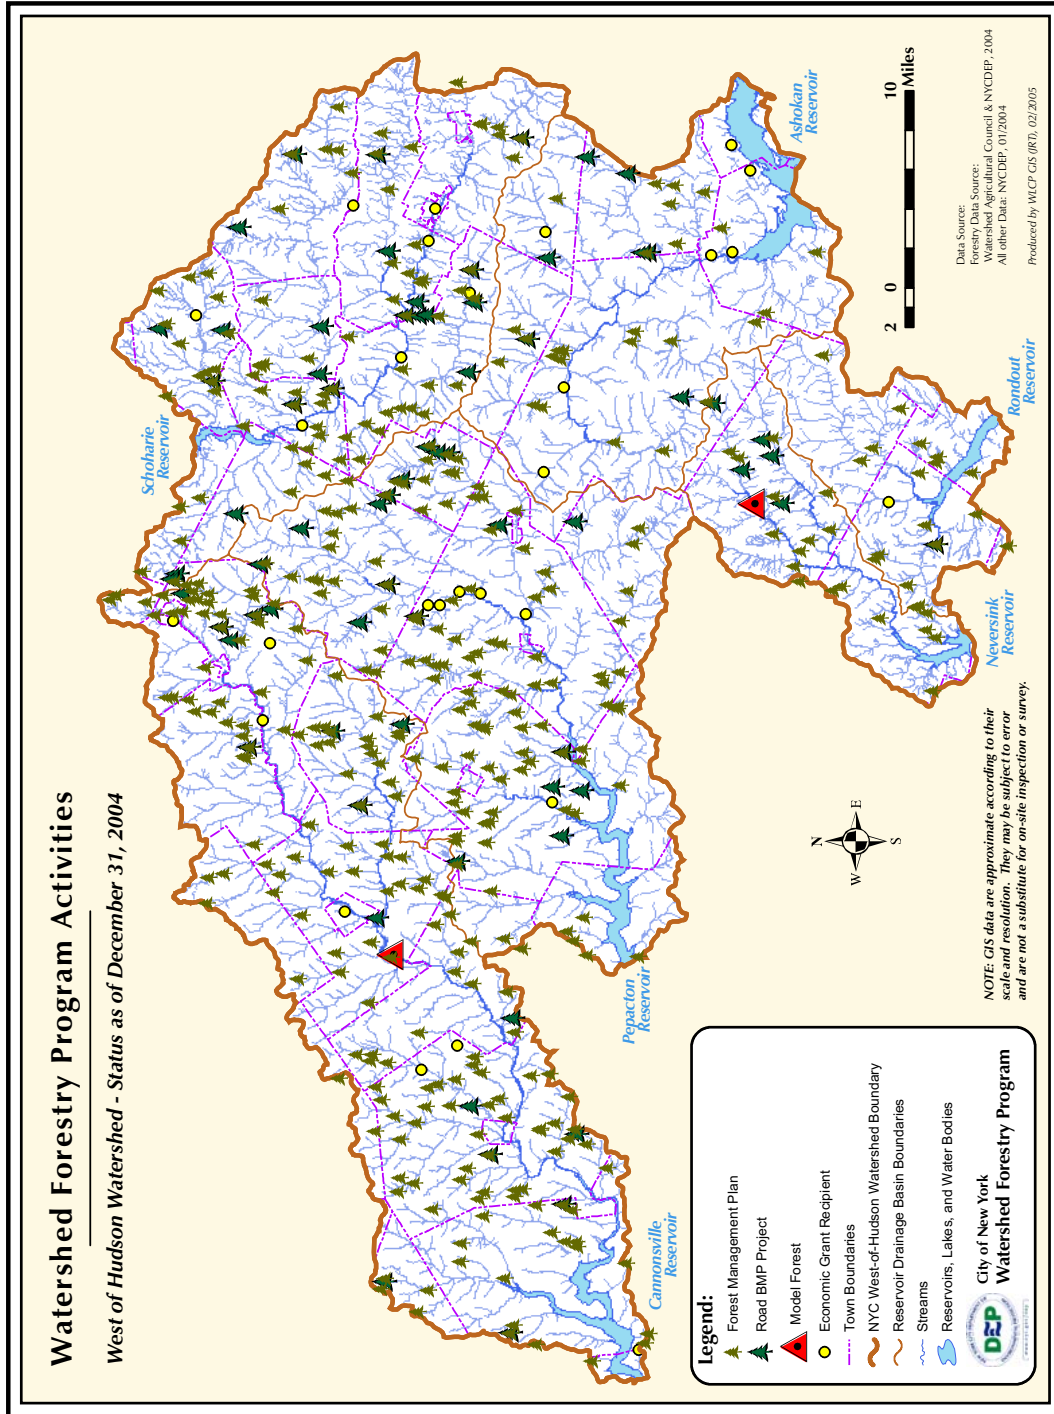 Watershed Forestry Program Activities
West of Hudson Watershed - Status as of December 31, 2004
Schoharie
Reservoir
Ashokan
Reservoir
Rondout
Reservoir
Neversink
Reservoir
Pepacton
Reservoir
Cannonsville
Reservoir
2 0 10
Miles
Data Source:
Forestry Data Source:
Watershed Agricultural Council & NYCDEP, 2004
All other Data: NYCDEP, 01/2004
Produced by WLCP GIS (JRT), 02/2005
N
W E
S
NOTE: GIS data are approximate according to their
scale and resolution. They may be subject to error
and are not a substitute for on-site inspection or survey.
Legend:
Forest Management Plan
Road BMP Project
Model Forest
Economic Grant Recipient
Town Boundaries
NYC West-of-Hudson Watershed Boundary
Reservoir Drainage Basin Boundaries
Streams
Reservoirs, Lakes, and Water Bodies
DEP
City of New York
Watershed Forestry Program